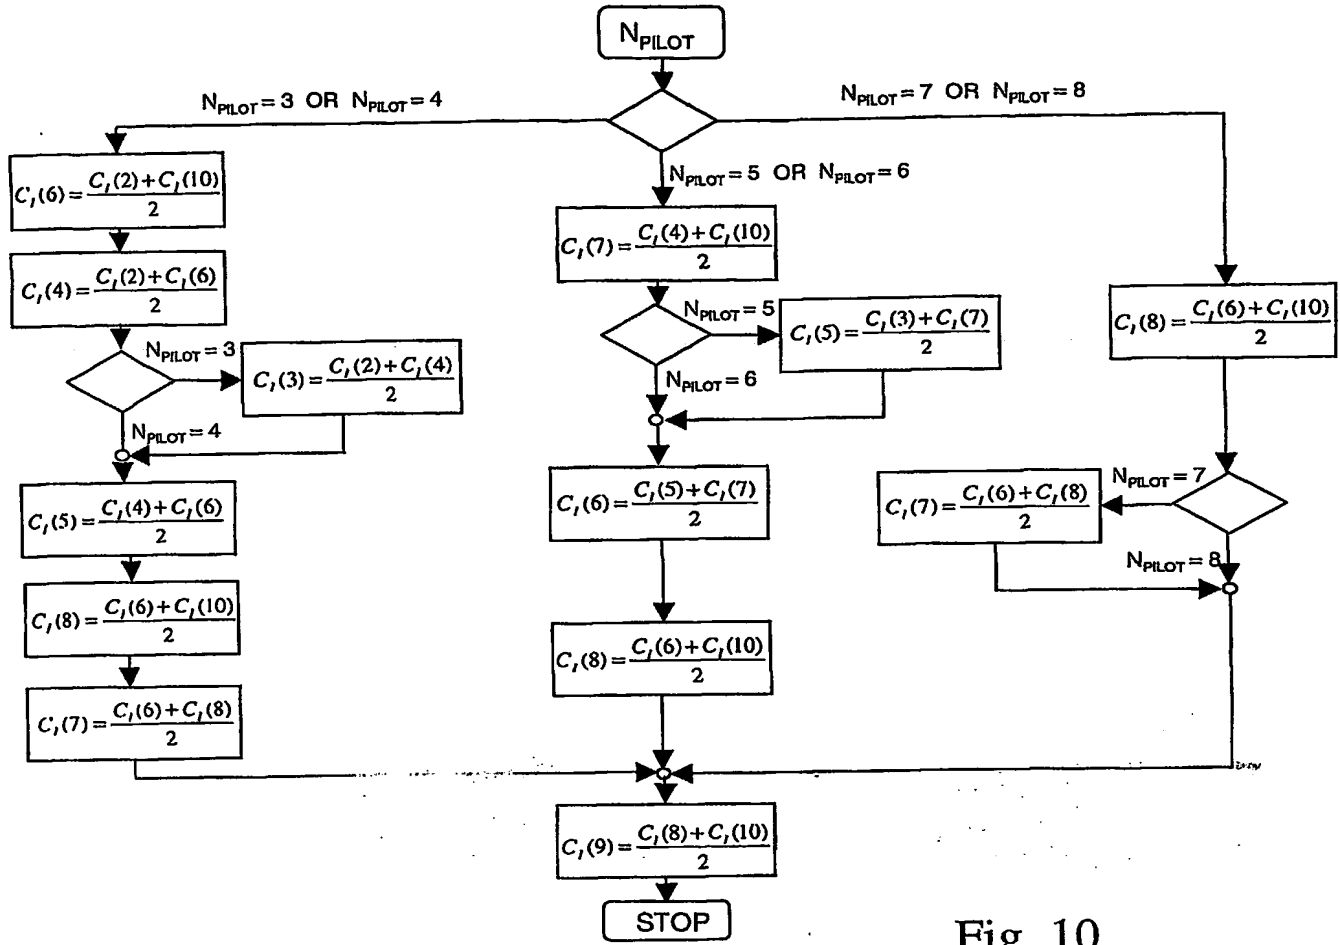 N_PILOT
N_PILOT = 3 OR N_PILOT = 4
N_PILOT = 7 OR N_PILOT = 8
N_PILOT = 5 OR N_PILOT = 6
C_I(6) = (C_I(2) + C_I(10)) / 2
C_I(4) = (C_I(2) + C_I(6)) / 2
N_PILOT = 3
C_I(3) = (C_I(2) + C_I(4)) / 2
N_PILOT = 4
C_I(5) = (C_I(4) + C_I(6)) / 2
C_I(8) = (C_I(6) + C_I(10)) / 2
C_I(7) = (C_I(6) + C_I(8)) / 2
C_I(7) = (C_I(4) + C_I(10)) / 2
N_PILOT = 5
C_I(5) = (C_I(3) + C_I(7)) / 2
N_PILOT = 6
C_I(6) = (C_I(5) + C_I(7)) / 2
C_I(8) = (C_I(6) + C_I(10)) / 2
C_I(8) = (C_I(6) + C_I(10)) / 2
N_PILOT = 7
C_I(7) = (C_I(6) + C_I(8)) / 2
N_PILOT = 8
C_I(9) = (C_I(8) + C_I(10)) / 2
STOP
Fig. 10